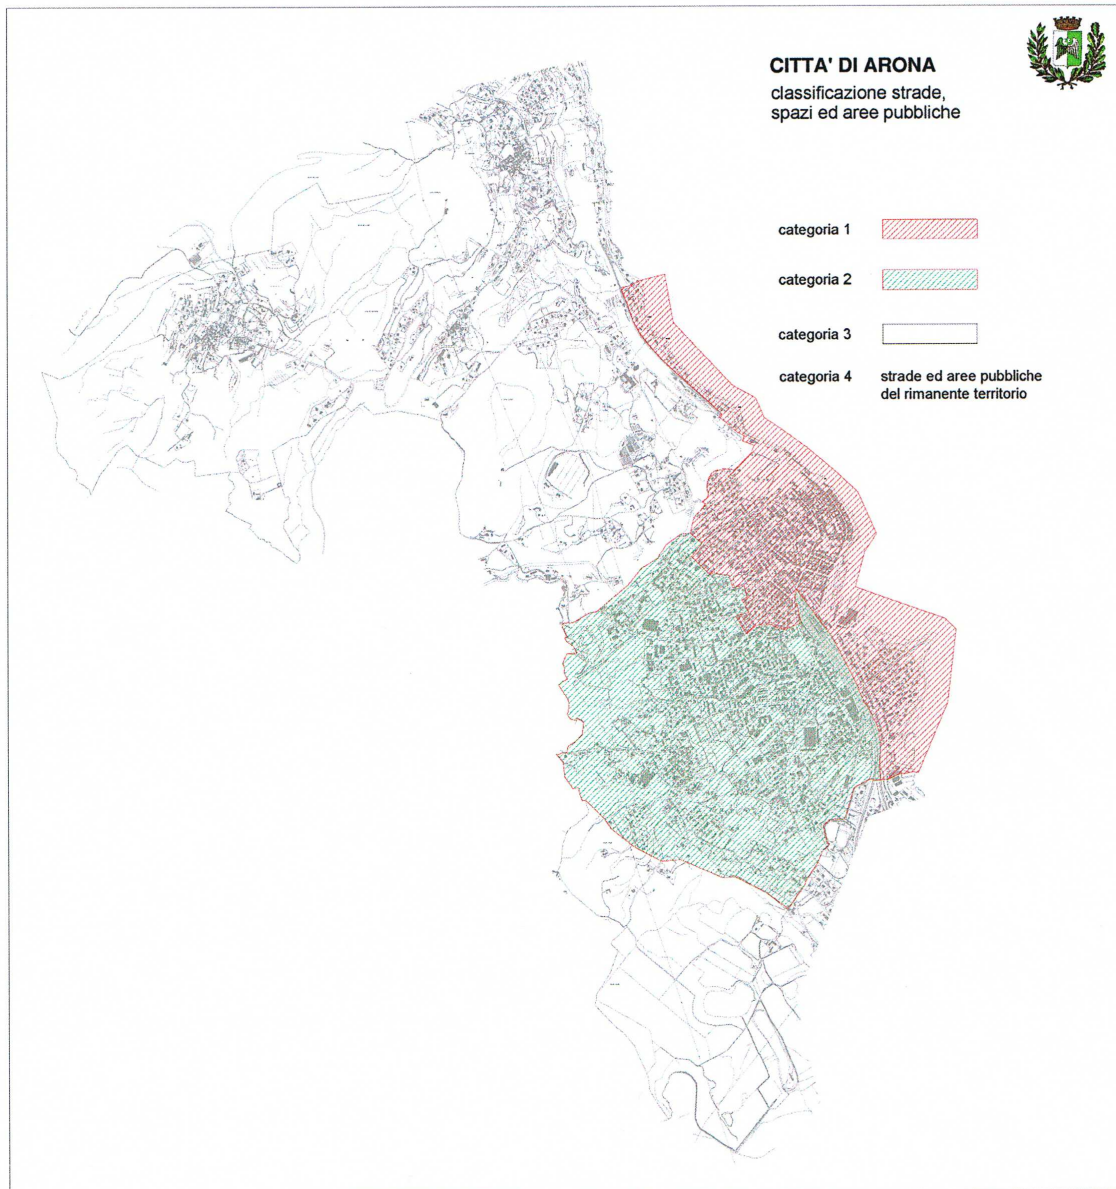 CITTA' DI ARONA
classificazione strade,
spazi ed aree pubbliche
categoria 1
categoria 2
categoria 3
categoria 4 strade ed aree pubbliche
del rimanente territorio